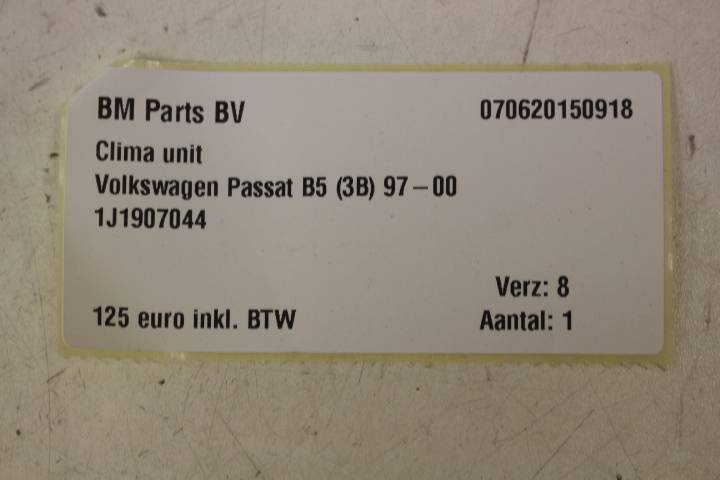 BM Parts BV 070620150918
Clima unit
Volkswagen Passat B5 (3B) 97-00
1J1907044
Verz: 8
125 euro inkl. BTW Aantal: 1